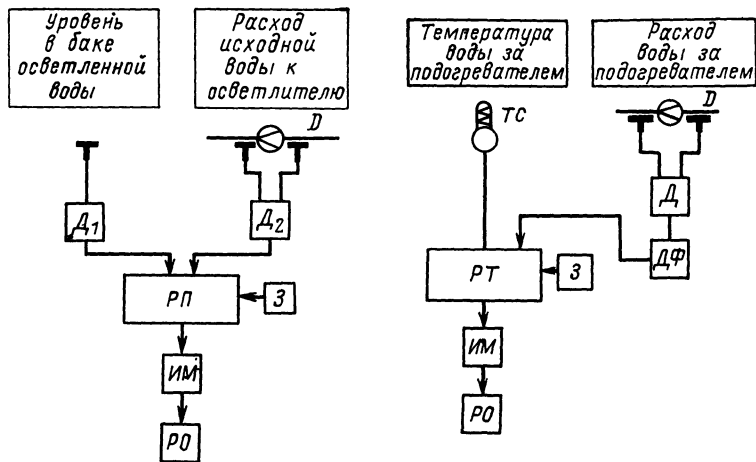 Уровень
в баке
осветленной
воды
Расход
исходной
воды к
осветлителю
D
Д1
Д2
РП
З
ИМ
РО
Температура
воды за
подогревателем
ТС
Расход
воды за
подогревателем
D
Д
ДФ
РТ
З
ИМ
РО